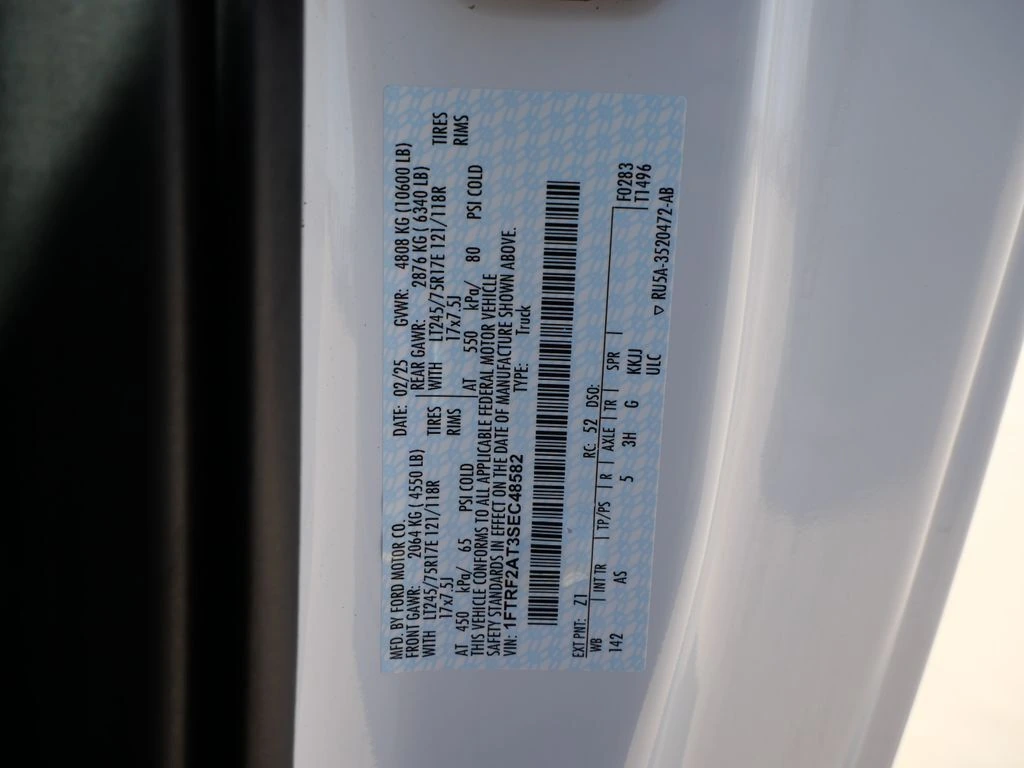 MFD. BY FORD MOTOR CO. DATE: 02/25 GVWR: 4808 KG (10600 LB)
FRONT GAWR: 2064 KG ( 4550 LB) REAR GAWR: 2876 KG ( 6340 LB)
WITH LT245/75R17E 121/118R TIRES WITH LT245/75R17E 121/118R TIRES
17x7.5J RIMS 17x7.5J RIMS
AT 450 kPa/ 65 PSI COLD AT 550 kPa/ 80 PSI COLD
THIS VEHICLE CONFORMS TO ALL APPLICABLE FEDERAL MOTOR VEHICLE
SAFETY STANDARDS IN EFFECT ON THE DATE OF MANUFACTURE SHOWN ABOVE.
VIN: 1FTRF2AT3SEC48582 TYPE: Truck
EXT PNT: Z1 RC: 52 DSO:
WB INT TR TP/PS R AXLE TR SPR F0283
142 AS 5 3H G KKJJ T1496
ULC ▽ RU5A-3520472-AB